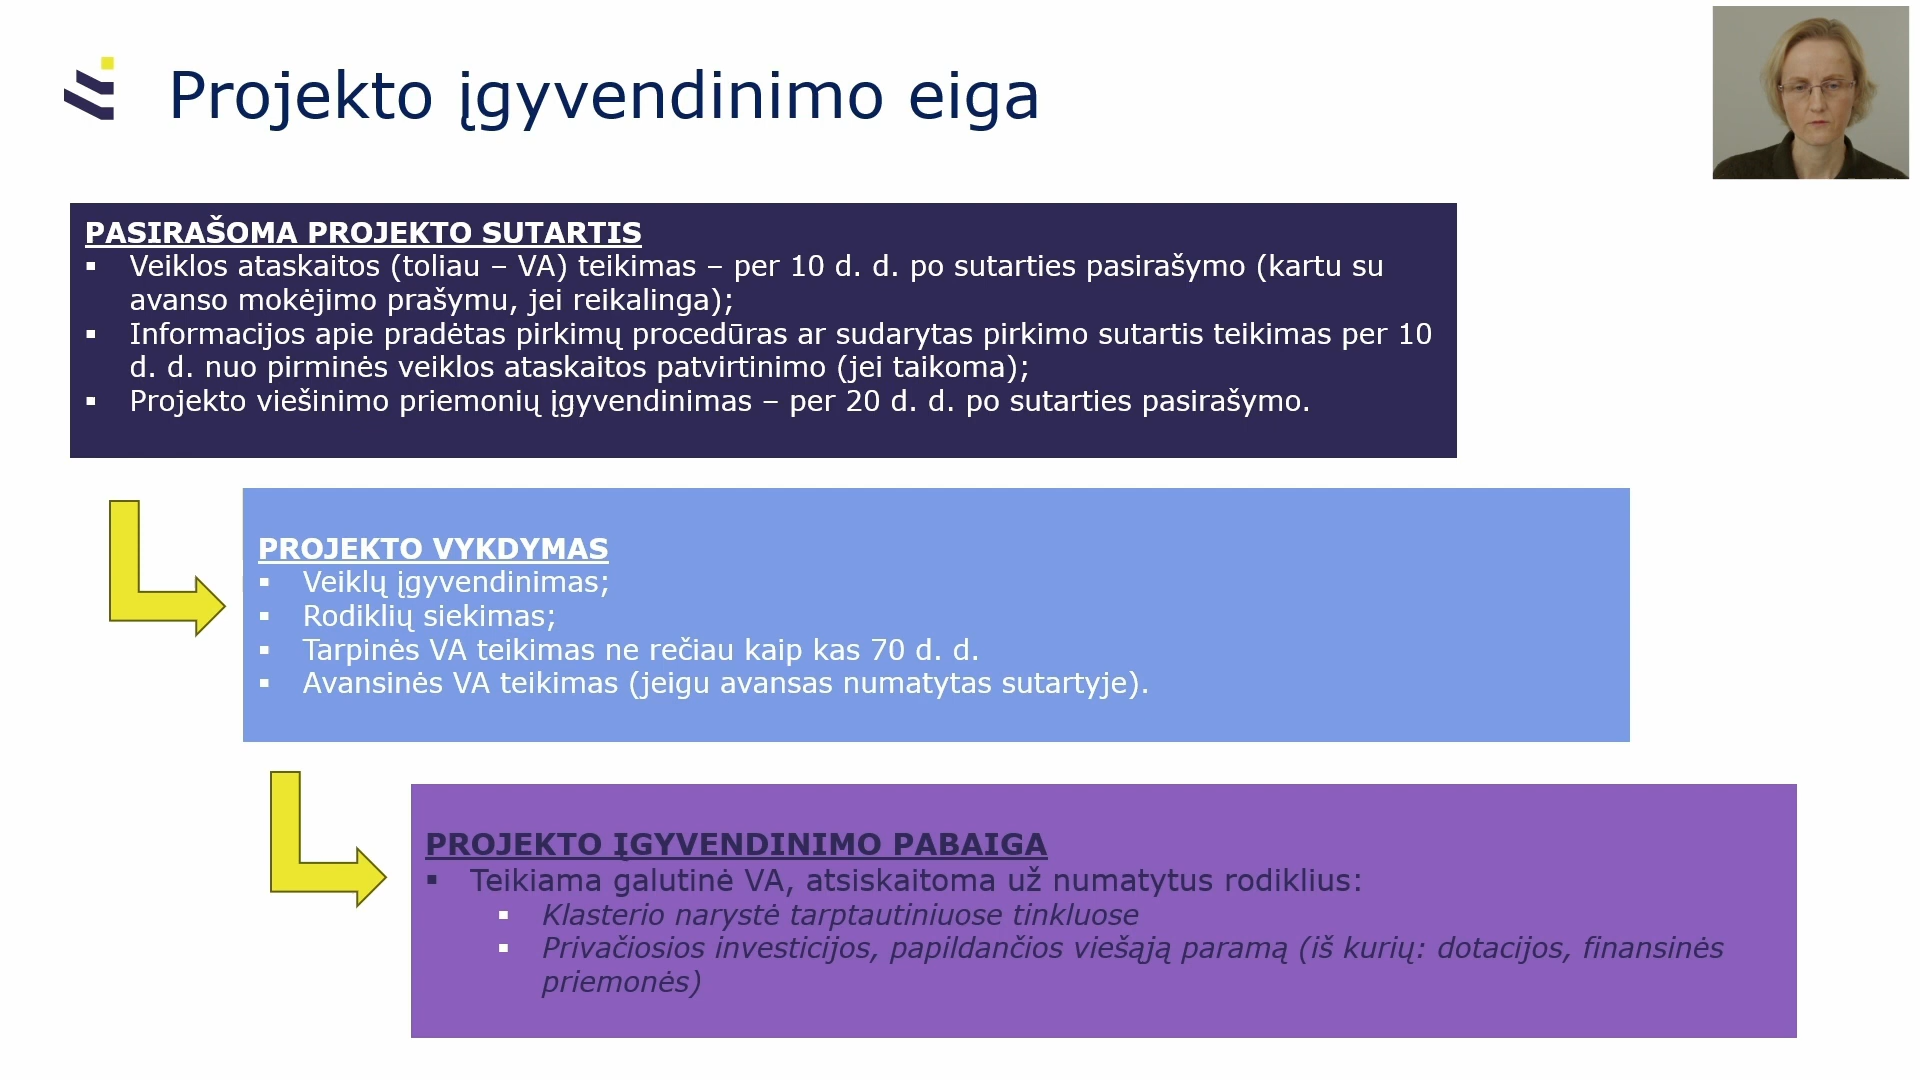 Projekto įgyvendinimo eiga
PASIRAŠOMA PROJEKTO SUTARTIS
▪ Veiklos ataskaitos (toliau – VA) teikimas – per 10 d. d. po sutarties pasirašymo (kartu su
avanso mokėjimo prašymu, jei reikalinga);
▪ Informacijos apie pradėtas pirkimų procedūras ar sudarytas pirkimo sutartis teikimas per 10
d. d. nuo pirminės veiklos ataskaitos patvirtinimo (jei taikoma);
▪ Projekto viešinimo priemonių įgyvendinimas – per 20 d. d. po sutarties pasirašymo.
PROJEKTO VYKDYMAS
▪ Veiklų įgyvendinimas;
▪ Rodiklių siekimas;
▪ Tarpinės VA teikimas ne rečiau kaip kas 70 d. d.
▪ Avansinės VA teikimas (jeigu avansas numatytas sutartyje).
PROJEKTO ĮGYVENDINIMO PABAIGA
▪ Teikiama galutinė VA, atsiskaitoma už numatytus rodiklius:
▪ Klasterio narystė tarptautiniuose tinkluose
▪ Privačiosios investicijos, papildančios viešąją paramą (iš kurių: dotacijos, finansinės
priemonės)